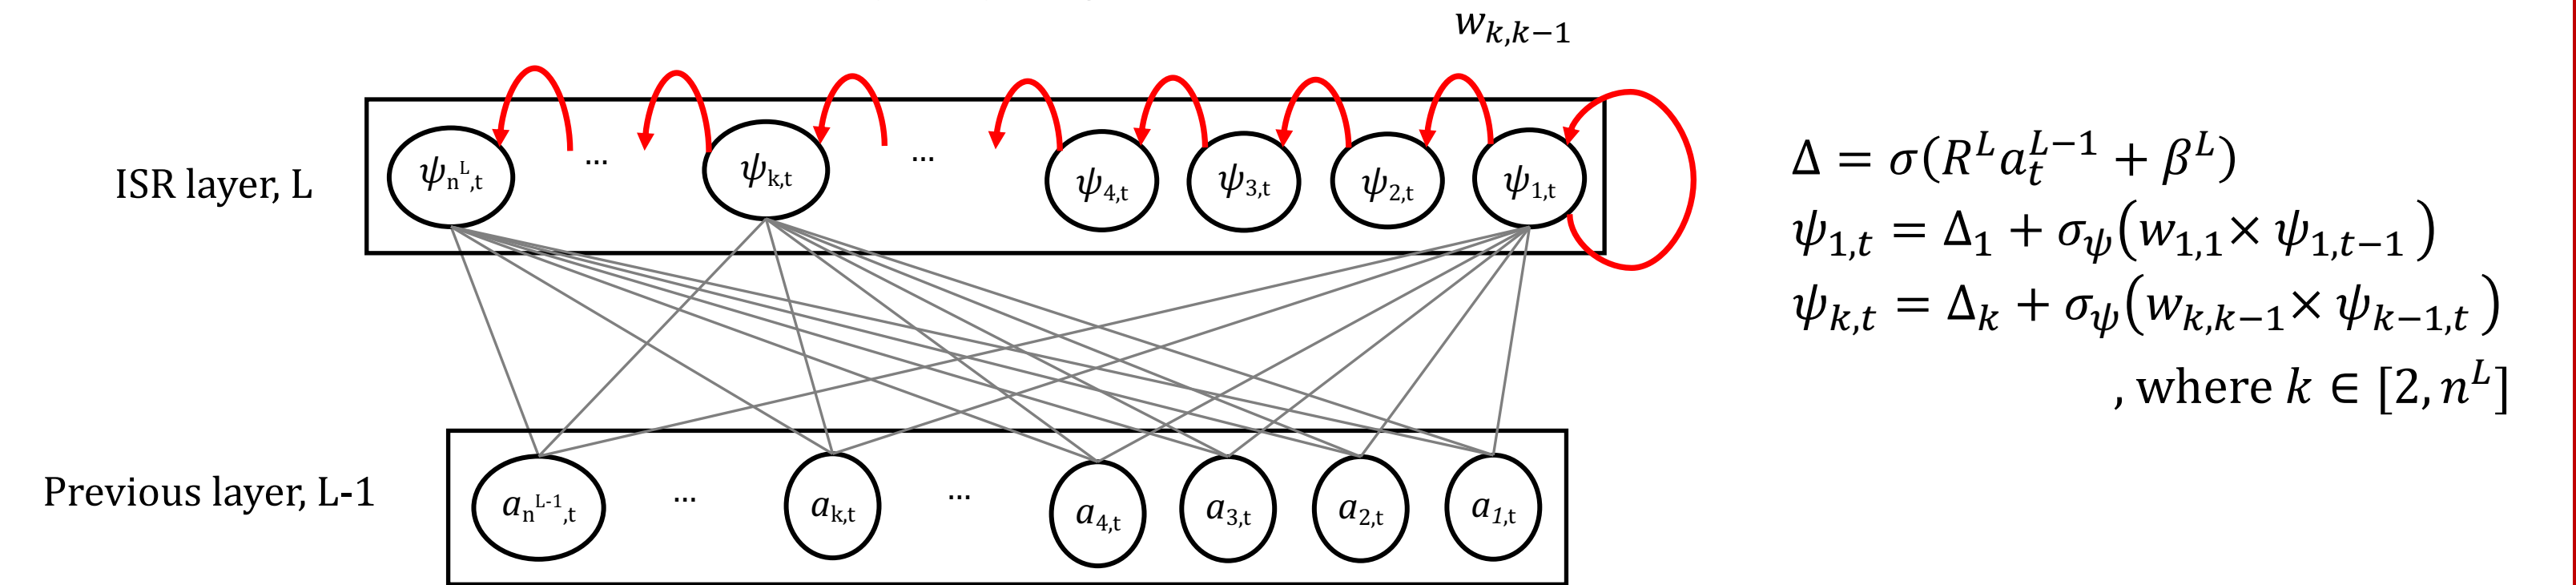 w_{k,k−1}
ISR layer, L
ψ_{n^L,t} ... ψ_{k,t} ... ψ_{4,t} ψ_{3,t} ψ_{2,t} ψ_{1,t}
Δ = σ(R^L a_t^{L−1} + β^L)
ψ_{1,t} = Δ_1 + σ_ψ(w_{1,1} × ψ_{1,t−1})
ψ_{k,t} = Δ_k + σ_ψ(w_{k,k−1} × ψ_{k−1,t})
, where k ∈ [2, n^L]
Previous layer, L-1
a_{n^{L-1},t} ... a_{k,t} ... a_{4,t} a_{3,t} a_{2,t} a_{1,t}